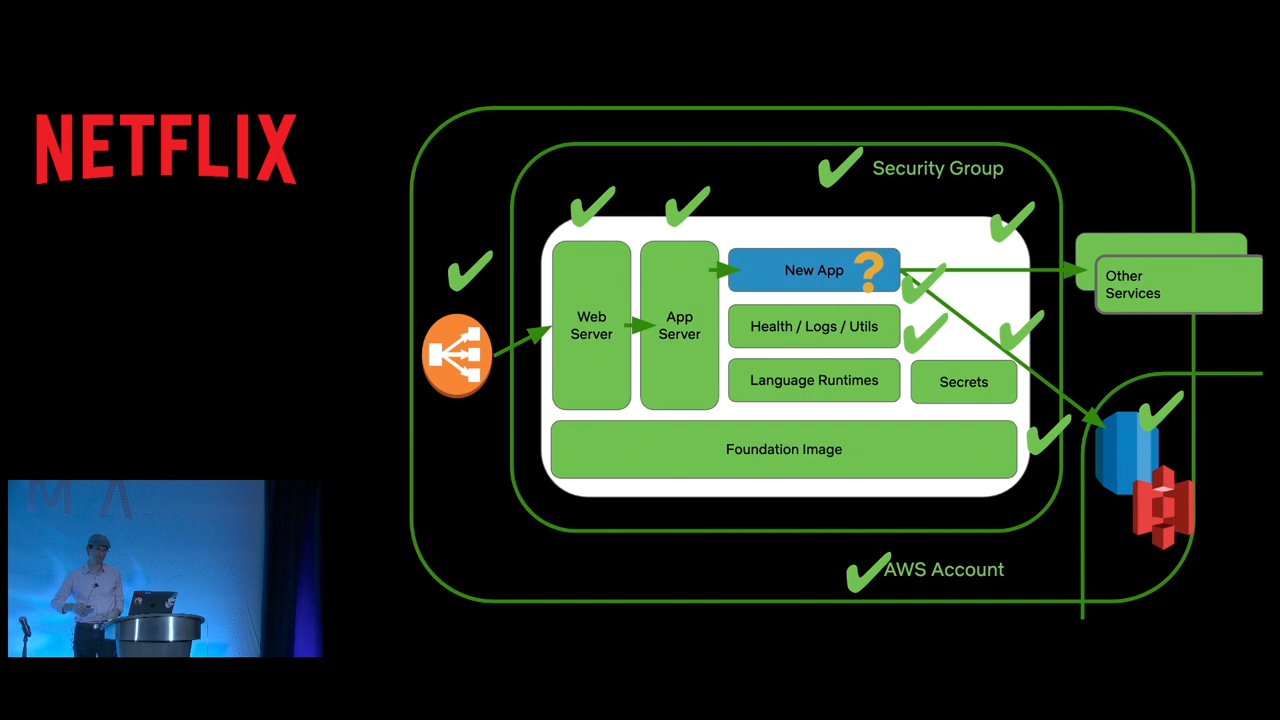 NETFLIX
Security Group
Web
Server
App
Server
New App
?
Health / Logs / Utils
Language Runtimes
Secrets
Foundation Image
Other
Services
AWS Account
M A